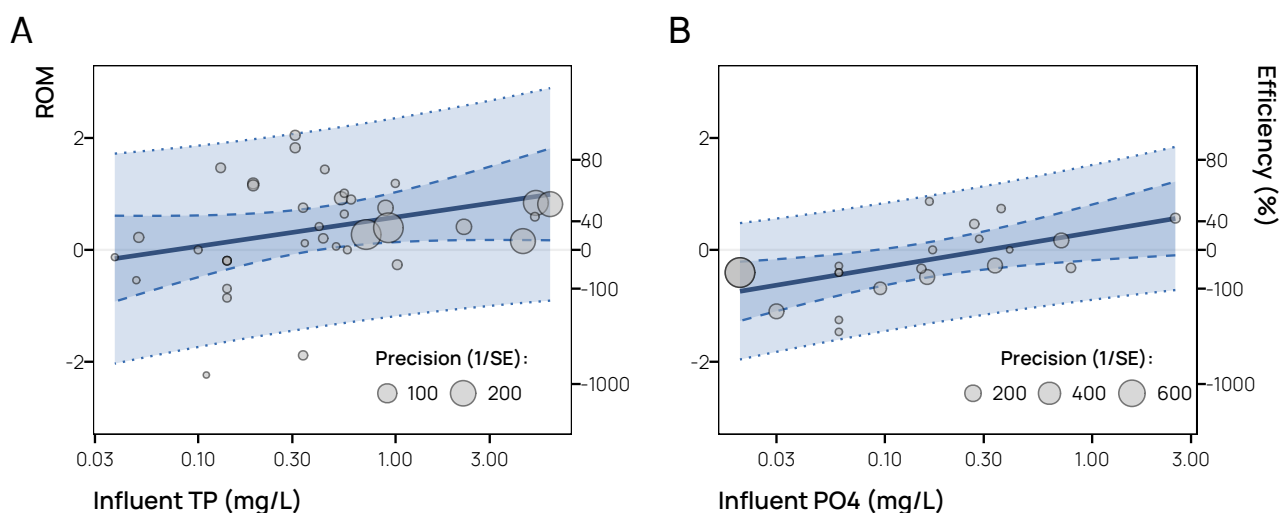 A
B
ROM
Efficiency (%)
2
0
-2
80
40
0
-100
-1000
Precision (1/SE):
100 200
0.03 0.10 0.30 1.00 3.00
Influent TP (mg/L)
2
0
-2
80
40
0
-100
-1000
Precision (1/SE):
200 400 600
0.03 0.10 0.30 1.00 3.00
Influent PO4 (mg/L)